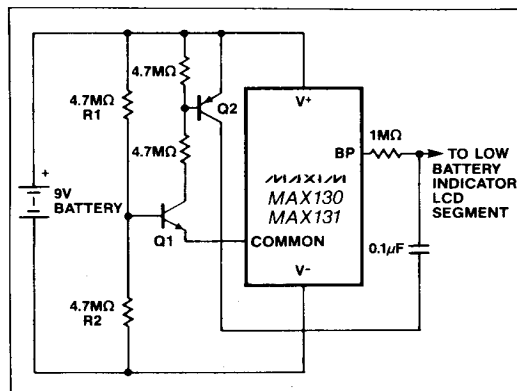 4.7MΩ
Q2
4.7MΩ
R1
4.7MΩ
+
9V
BATTERY
Q1
4.7MΩ
R2
V+
BP
MAXIM
MAX130
MAX131
COMMON
V-
1MΩ
TO LOW
BATTERY
INDICATOR
LCD
SEGMENT
0.1µF